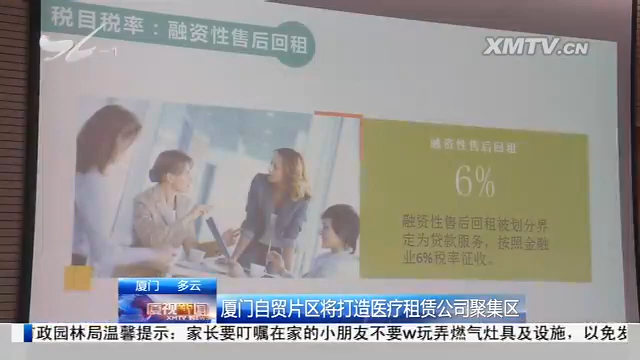 税目税率：融资性售后回租
XMTV.CN
融资性售后回租
6%
融资性售后回租被划分界
定为贷款服务，按照金融
业6%税率征收。
厦门 多云
厦视新闻
厦门自贸片区将打造医疗租赁公司聚集区
政园林局温馨提示：家长要叮嘱在家的小朋友不要w玩弄燃气灶具及设施，以免发